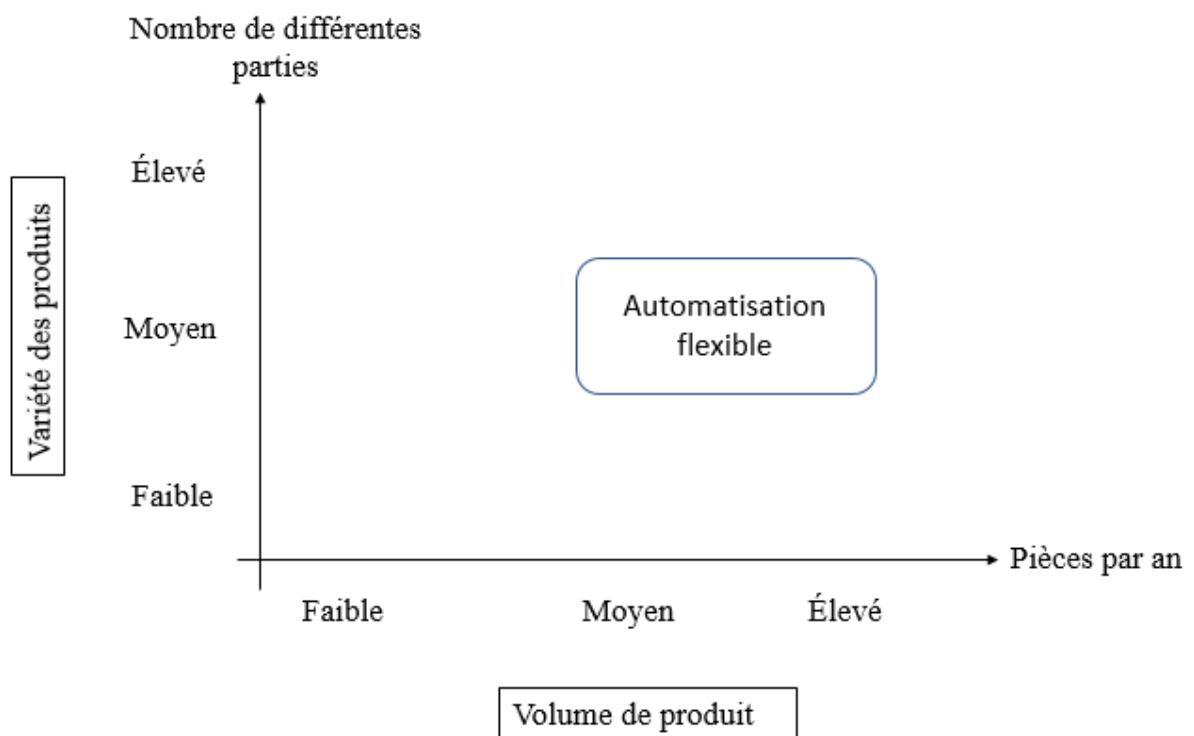 Nombre de différentes
parties
Élevé
Variété des produits
Automatisation
flexible
Moyen
Faible
Pièces par an
Faible
Moyen
Élevé
Volume de produit